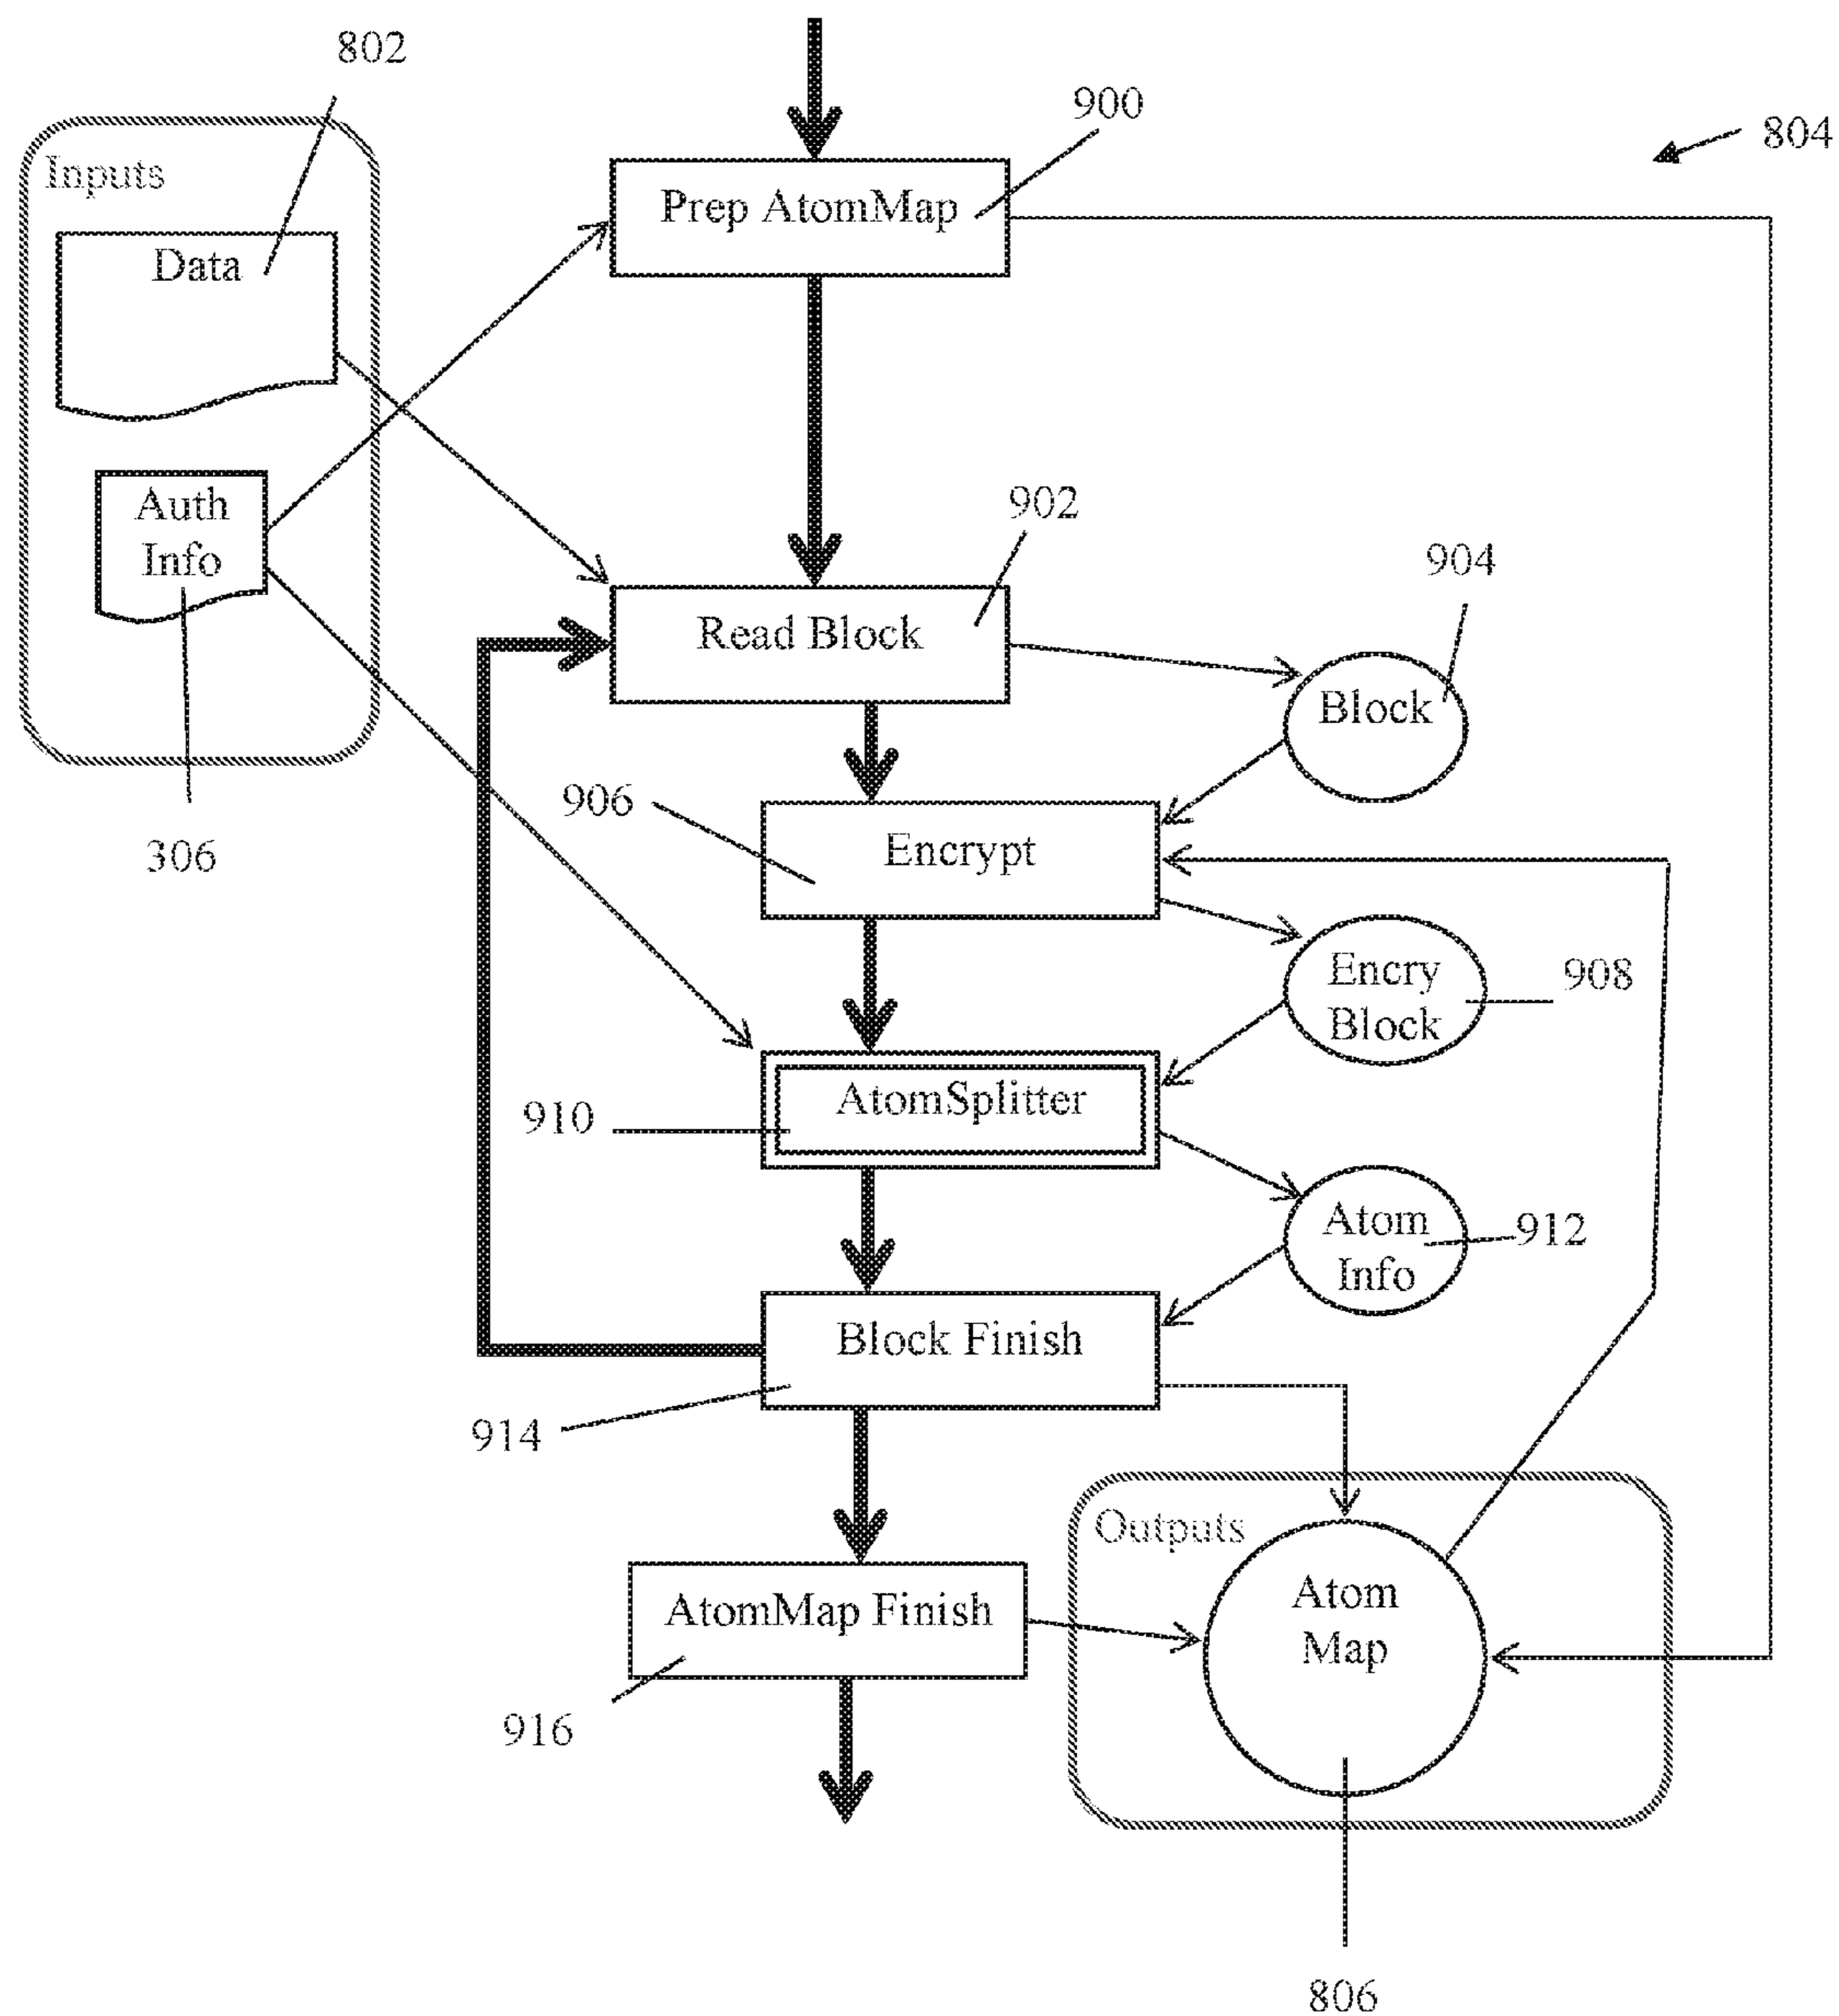 802
900
804
Inputs
Prep AtomMap
Data
Auth
Info
902
904
Read Block
Block
906
306
Encrypt
Encry
Block
908
AtomSplitter
910
Atom
Info
912
Block Finish
914
Outputs
AtomMap Finish
Atom
Map
916
806